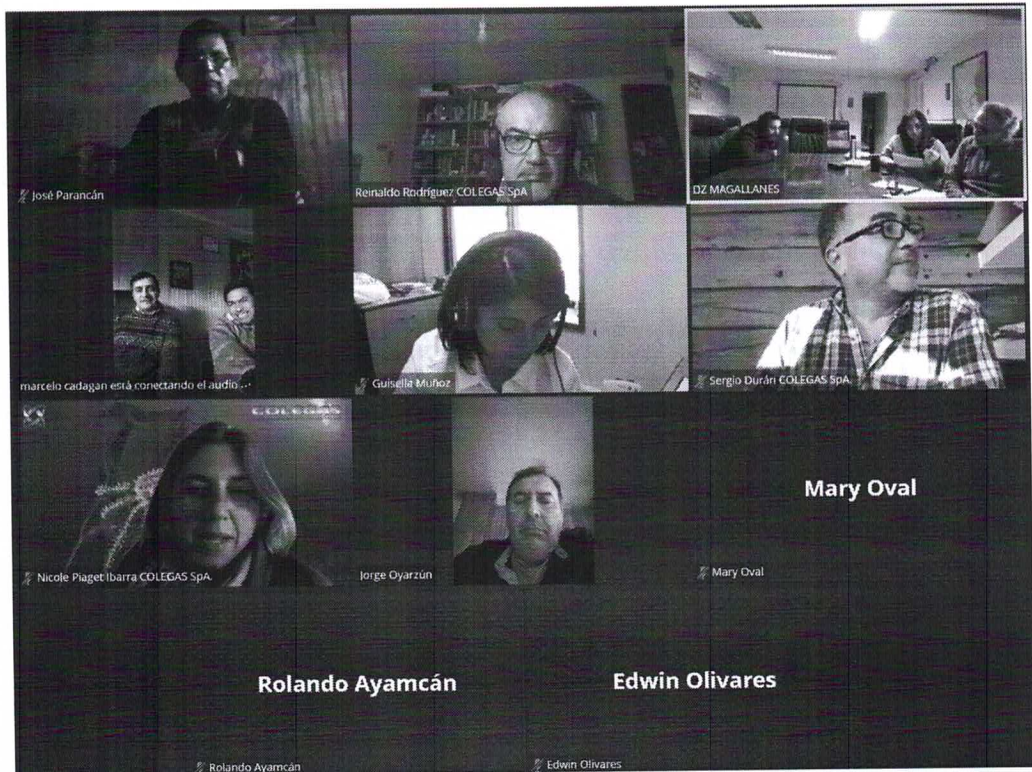 José Parancán
Reinaldo Rodríguez COLEGAS SpA
DZ MAGALLANES
marcelo cadagan está conectando el audio ...
Guisella Muñoz
Sergio Durán COLEGAS SpA
COLEGAS
Nicole Piaget Ibarra COLEGAS SpA.
Jorge Oyarzún
Mary Oval
Mary Oval
Rolando Ayamcán
Edwin Olivares
Rolando Ayamcán
Edwin Olivares